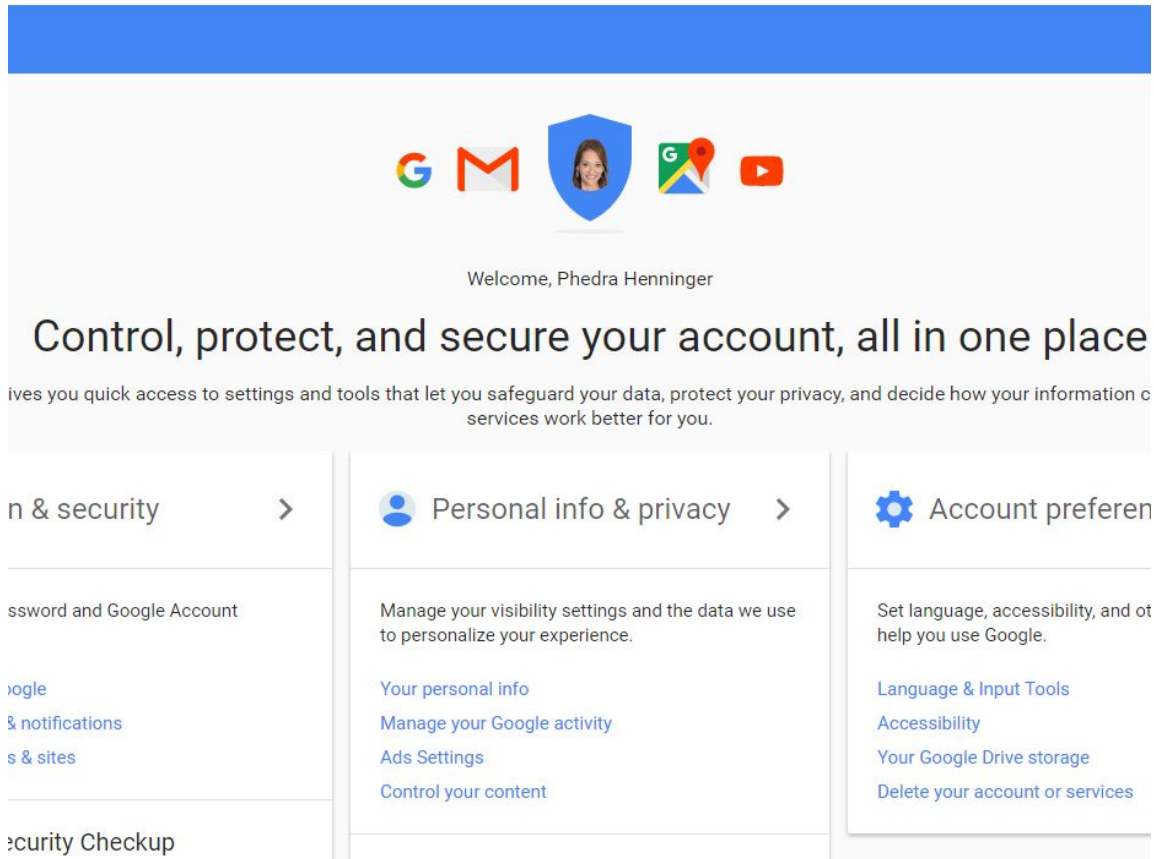 Welcome, Phedra Henninger
Control, protect, and secure your account, all in one place
ives you quick access to settings and tools that let you safeguard your data, protect your privacy, and decide how your information c
services work better for you.
n & security
Personal info & privacy
Account preferen
ssword and Google Account
Manage your visibility settings and the data we use
to personalize your experience.
Set language, accessibility, and ot
help you use Google.
oogle
& notifications
s & sites
Your personal info
Manage your Google activity
Ads Settings
Control your content
Language & Input Tools
Accessibility
Your Google Drive storage
Delete your account or services
ecurity Checkup